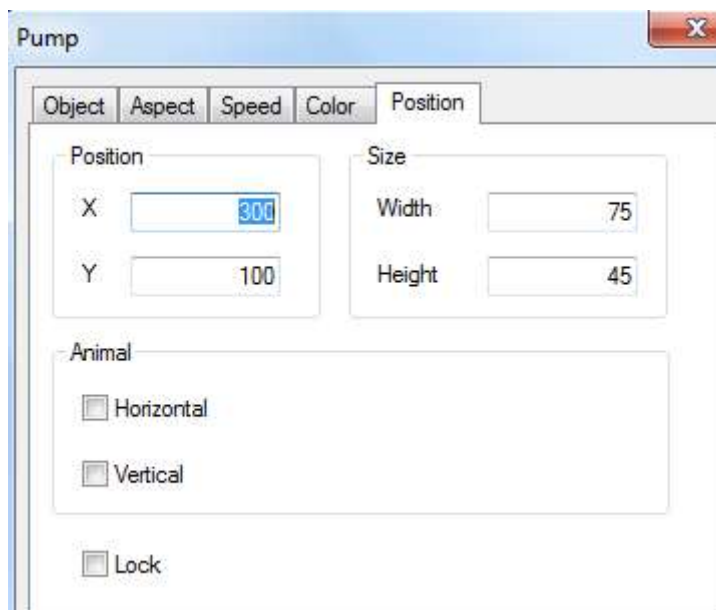 Pump
Object Aspect Speed Color Position
Position Size
X 300 Width 75
Y 100 Height 45
Animal
Horizontal
Vertical
Lock